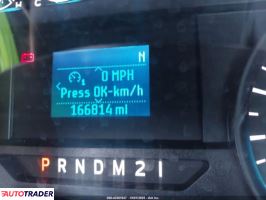 H C
N
0 MPH
Press OK-km/h
166814 mi
P R N D M 2 1
AUTOTRADER